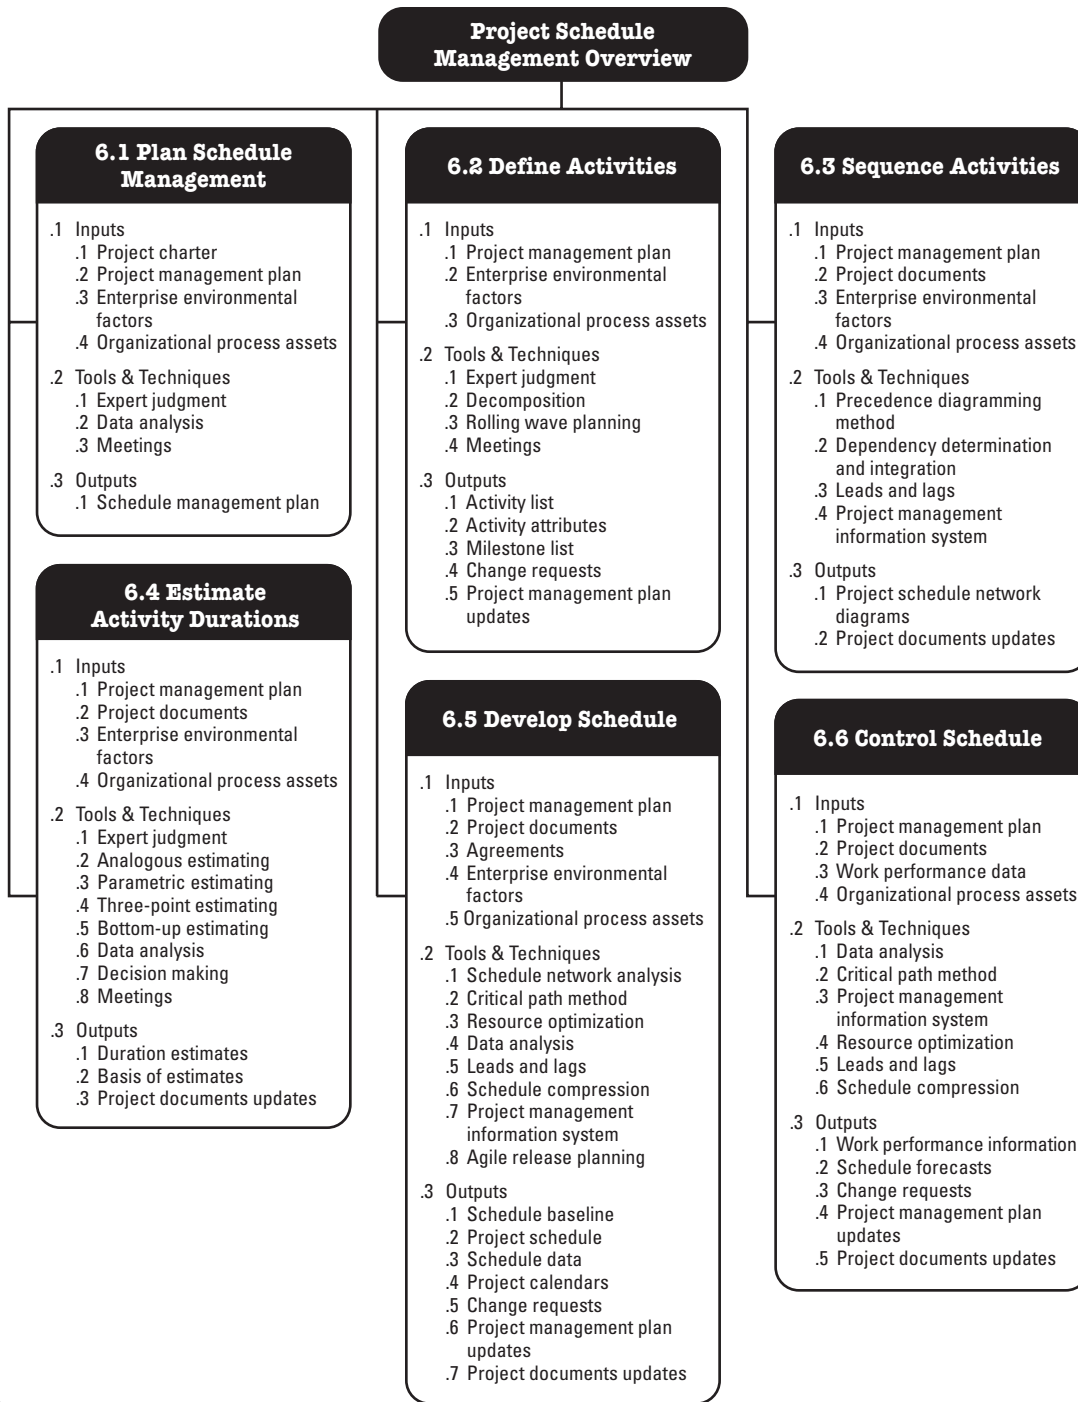 Project Schedule
Management Overview
6.1 Plan Schedule
Management
.1 Inputs
.1 Project charter
.2 Project management plan
.3 Enterprise environmental
factors
.4 Organizational process assets
.2 Tools & Techniques
.1 Expert judgment
.2 Data analysis
.3 Meetings
.3 Outputs
.1 Schedule management plan
6.2 Define Activities
.1 Inputs
.1 Project management plan
.2 Enterprise environmental
factors
.3 Organizational process assets
.2 Tools & Techniques
.1 Expert judgment
.2 Decomposition
.3 Rolling wave planning
.4 Meetings
.3 Outputs
.1 Activity list
.2 Activity attributes
.3 Milestone list
.4 Change requests
.5 Project management plan
updates
6.3 Sequence Activities
.1 Inputs
.1 Project management plan
.2 Project documents
.3 Enterprise environmental
factors
.4 Organizational process assets
.2 Tools & Techniques
.1 Precedence diagramming
method
.2 Dependency determination
and integration
.3 Leads and lags
.4 Project management
information system
.3 Outputs
.1 Project schedule network
diagrams
.2 Project documents updates
6.4 Estimate
Activity Durations
.1 Inputs
.1 Project management plan
.2 Project documents
.3 Enterprise environmental
factors
.4 Organizational process assets
.2 Tools & Techniques
.1 Expert judgment
.2 Analogous estimating
.3 Parametric estimating
.4 Three-point estimating
.5 Bottom-up estimating
.6 Data analysis
.7 Decision making
.8 Meetings
.3 Outputs
.1 Duration estimates
.2 Basis of estimates
.3 Project documents updates
6.5 Develop Schedule
.1 Inputs
.1 Project management plan
.2 Project documents
.3 Agreements
.4 Enterprise environmental
factors
.5 Organizational process assets
.2 Tools & Techniques
.1 Schedule network analysis
.2 Critical path method
.3 Resource optimization
.4 Data analysis
.5 Leads and lags
.6 Schedule compression
.7 Project management
information system
.8 Agile release planning
.3 Outputs
.1 Schedule baseline
.2 Project schedule
.3 Schedule data
.4 Project calendars
.5 Change requests
.6 Project management plan
updates
.7 Project documents updates
6.6 Control Schedule
.1 Inputs
.1 Project management plan
.2 Project documents
.3 Work performance data
.4 Organizational process assets
.2 Tools & Techniques
.1 Data analysis
.2 Critical path method
.3 Project management
information system
.4 Resource optimization
.5 Leads and lags
.6 Schedule compression
.3 Outputs
.1 Work performance information
.2 Schedule forecasts
.3 Change requests
.4 Project management plan
updates
.5 Project documents updates